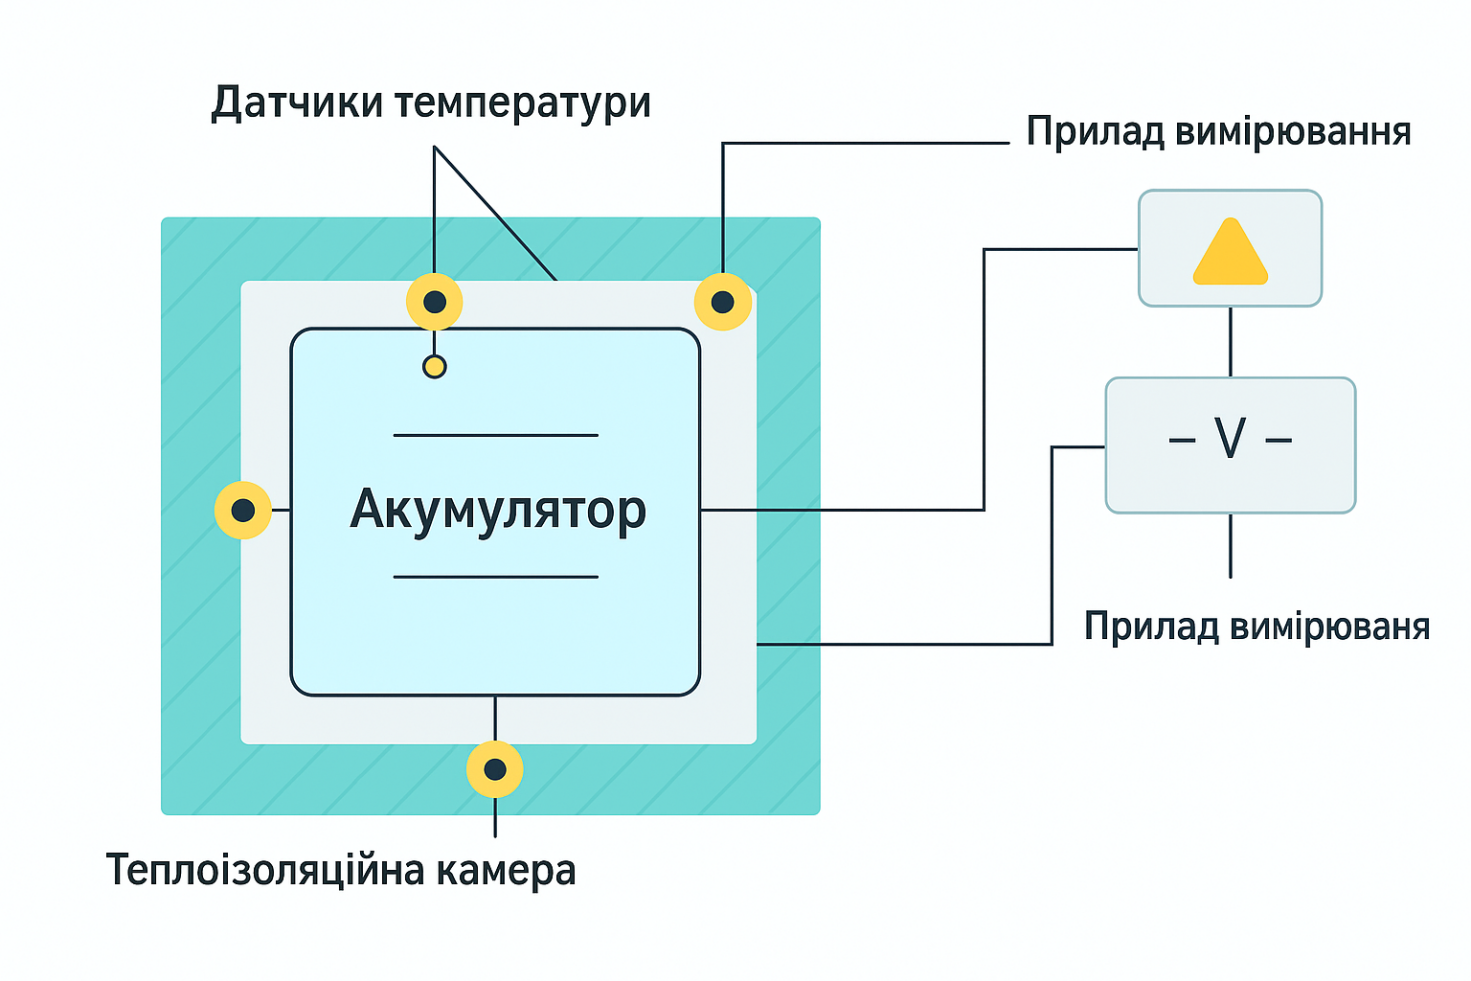 Датчики температури
Прилад вимірювання
– V –
Акумулятор
Прилад вимірюваня
Теплоізоляційна камера